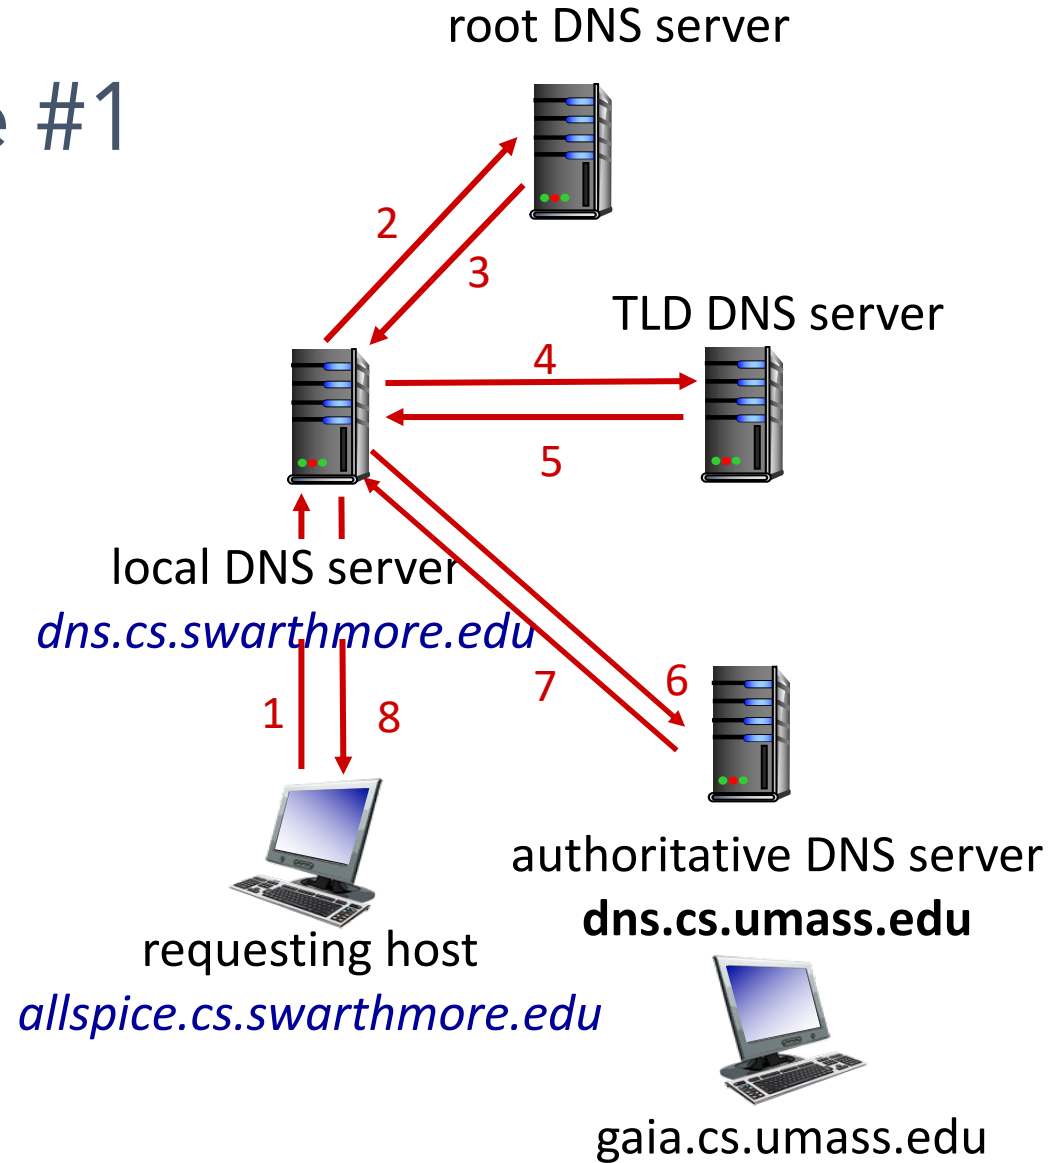 root DNS server
e #1
2
3
TLD DNS server
4
5
local DNS server
dns.cs.swarthmore.edu
1
8
7
6
authoritative DNS server
dns.cs.umass.edu
requesting host
allspice.cs.swarthmore.edu
gaia.cs.umass.edu